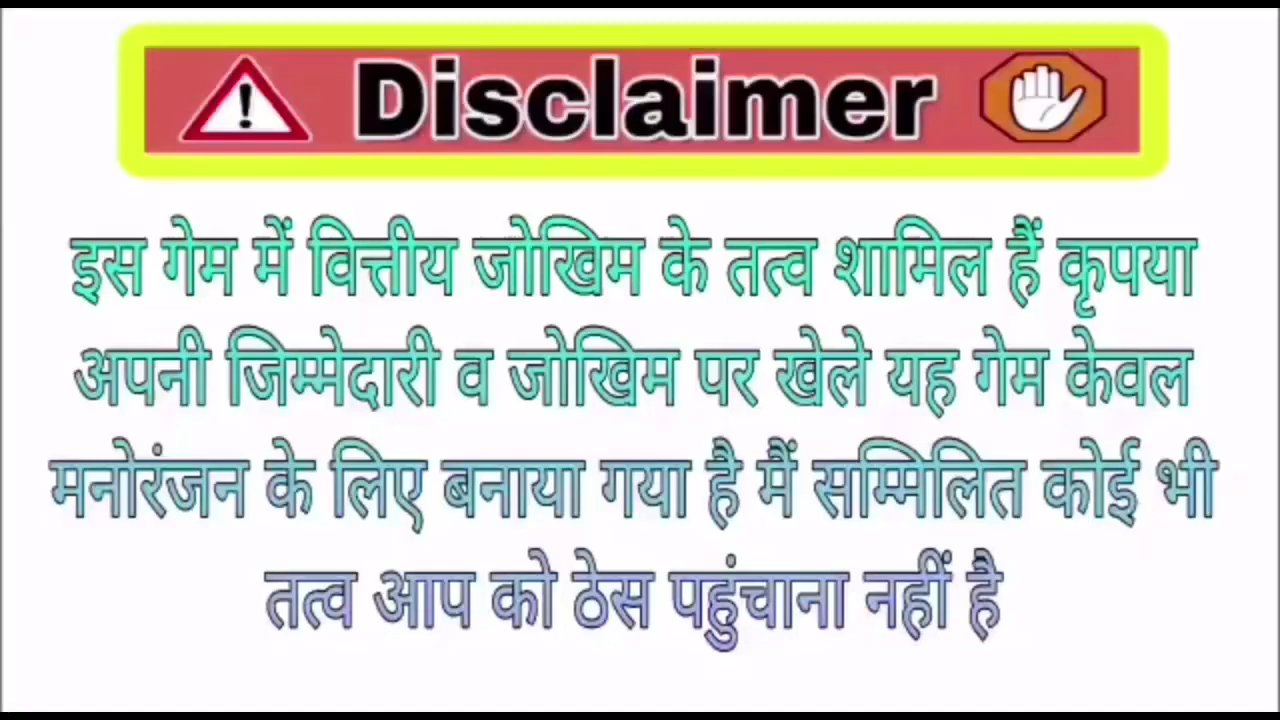 Disclaimer
इस गेम में वित्तीय जोखिम के तत्व शामिल हैं कृपया
अपनी जिम्मेदारी व जोखिम पर खेले यह गेम केवल
मनोरंजन के लिए बनाया गया है मैं सम्मिलित कोई भी
तत्व आप को ठेस पहुंचाना नहीं है